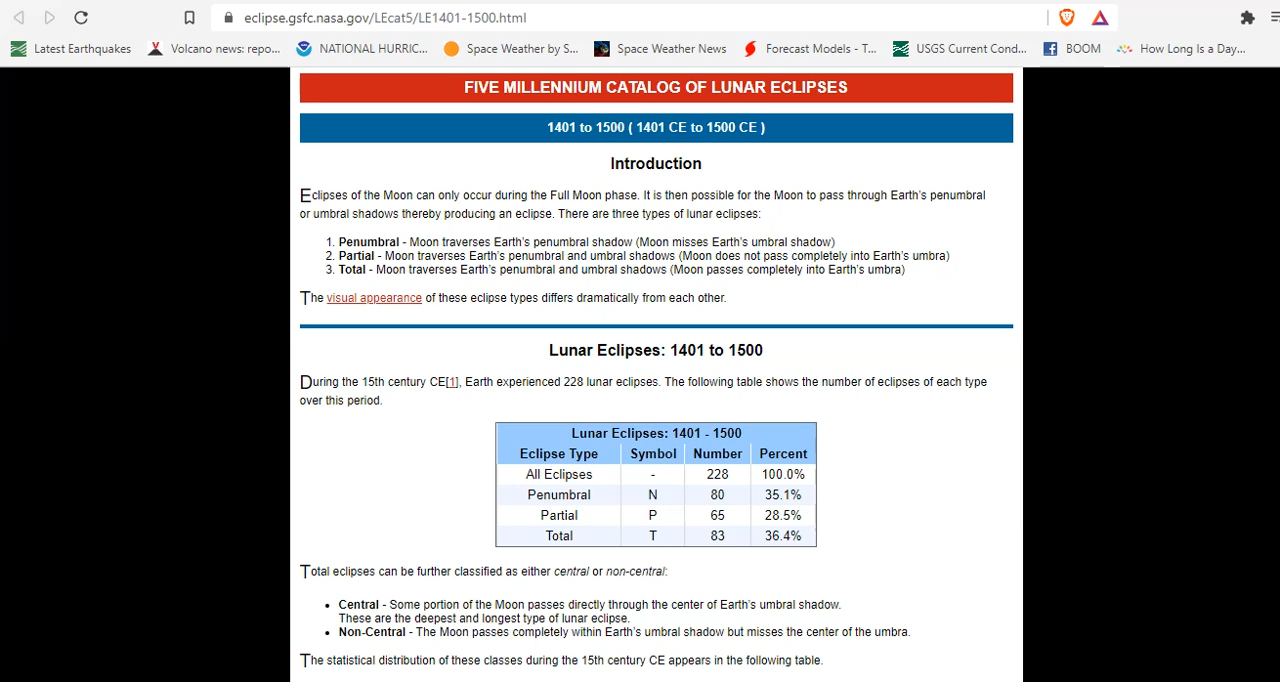 eclipse.gsfc.nasa.gov/LEcat5/LE1401-1500.html
Latest Earthquakes Volcano news: repo... NATIONAL HURRIC... Space Weather by S... Space Weather News Forecast Models - T... USGS Current Cond... BOOM How Long Is a Day...
FIVE MILLENNIUM CATALOG OF LUNAR ECLIPSES
1401 to 1500 ( 1401 CE to 1500 CE )
Introduction
Eclipses of the Moon can only occur during the Full Moon phase. It is then possible for the Moon to pass through Earth's penumbral
or umbral shadows thereby producing an eclipse. There are three types of lunar eclipses:
1. Penumbral - Moon traverses Earth's penumbral shadow (Moon misses Earth's umbral shadow)
2. Partial - Moon traverses Earth's penumbral and umbral shadows (Moon does not pass completely into Earth's umbra)
3. Total - Moon traverses Earth's penumbral and umbral shadows (Moon passes completely into Earth's umbra)
The visual appearance of these eclipse types differs dramatically from each other.
Lunar Eclipses: 1401 to 1500
During the 15th century CE[1], Earth experienced 228 lunar eclipses. The following table shows the number of eclipses of each type
over this period.
Lunar Eclipses: 1401 - 1500
Eclipse Type Symbol Number Percent
All Eclipses - 228 100.0%
Penumbral N 80 35.1%
Partial P 65 28.5%
Total T 83 36.4%
Total eclipses can be further classified as either central or non-central:
• Central - Some portion of the Moon passes directly through the center of Earth's umbral shadow.
These are the deepest and longest type of lunar eclipse.
• Non-Central - The Moon passes completely within Earth's umbral shadow but misses the center of the umbra.
The statistical distribution of these classes during the 15th century CE appears in the following table.